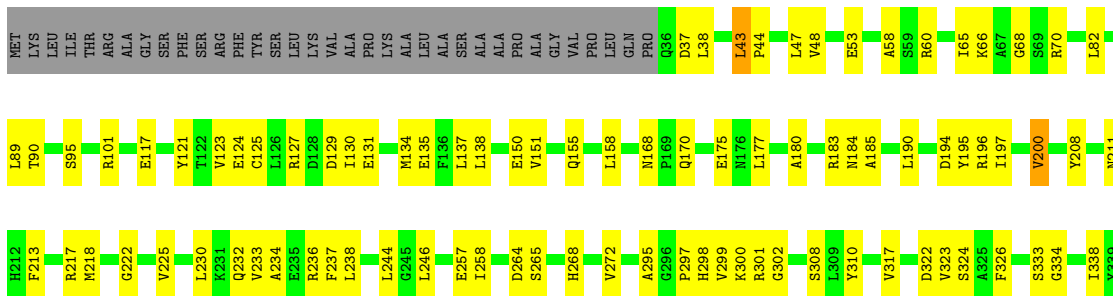 MET LYS LEU ILE THR ARG ALA GLY SER PHE SER ARG PHE TYR SER LEU LYS VAL ALA PRO LYS ALA LEU ALA SER ALA ALA PRO ALA GLY VAL PRO LEU GLN PRO Q36 D37 L38 L43 P44 L47 V48 E53 A58 S59 R60 I65 K66 A67 G68 S69 R70 L82
L89 T90 S95 R101 E117 Y121 T122 V123 E124 C125 L126 R127 D128 D129 I130 E131 M134 E135 F136 L137 L138 E150 V151 Q155 L158 N168 P169 Q170 E175 N176 L177 A180 R183 N184 A185 L190 D194 Y195 R196 I197 V200 Y208 N211
H212 F213 R217 M218 G222 V225 L230 K231 Q232 V233 A234 E235 R236 F237 L238 L244 G245 L246 E257 I258 D264 S265 H268 V272 A295 G296 P297 H298 V299 K300 R301 G302 S308 L309 Y310 V317 D322 V323 S324 A325 F326 S333 G334 I338 Y339